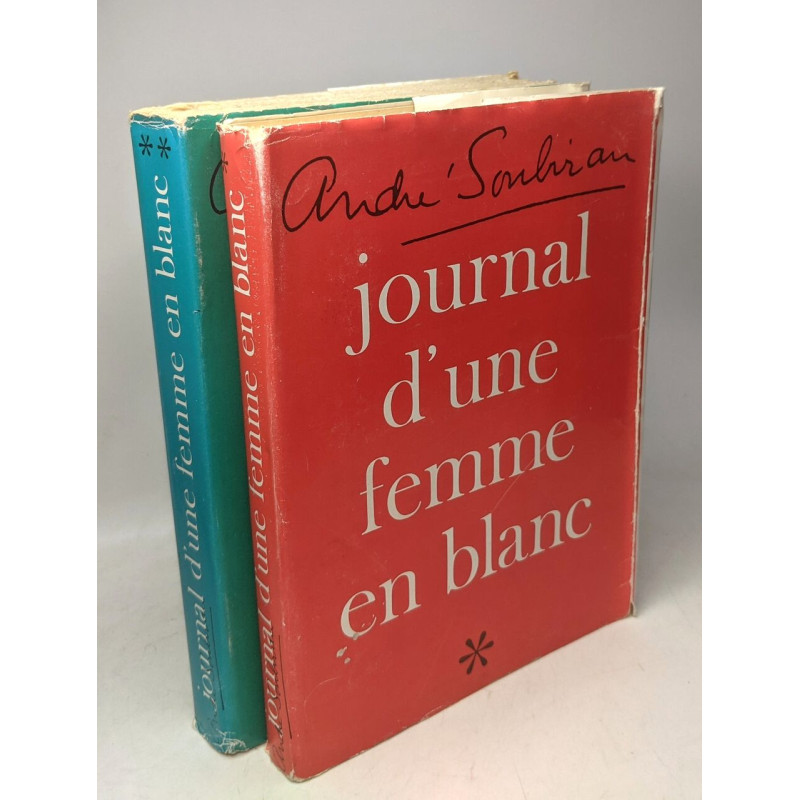 André Soubiran
journal
d'une
femme
en blanc
*
journal d'une femme en blanc
** journal d'une femme en blanc